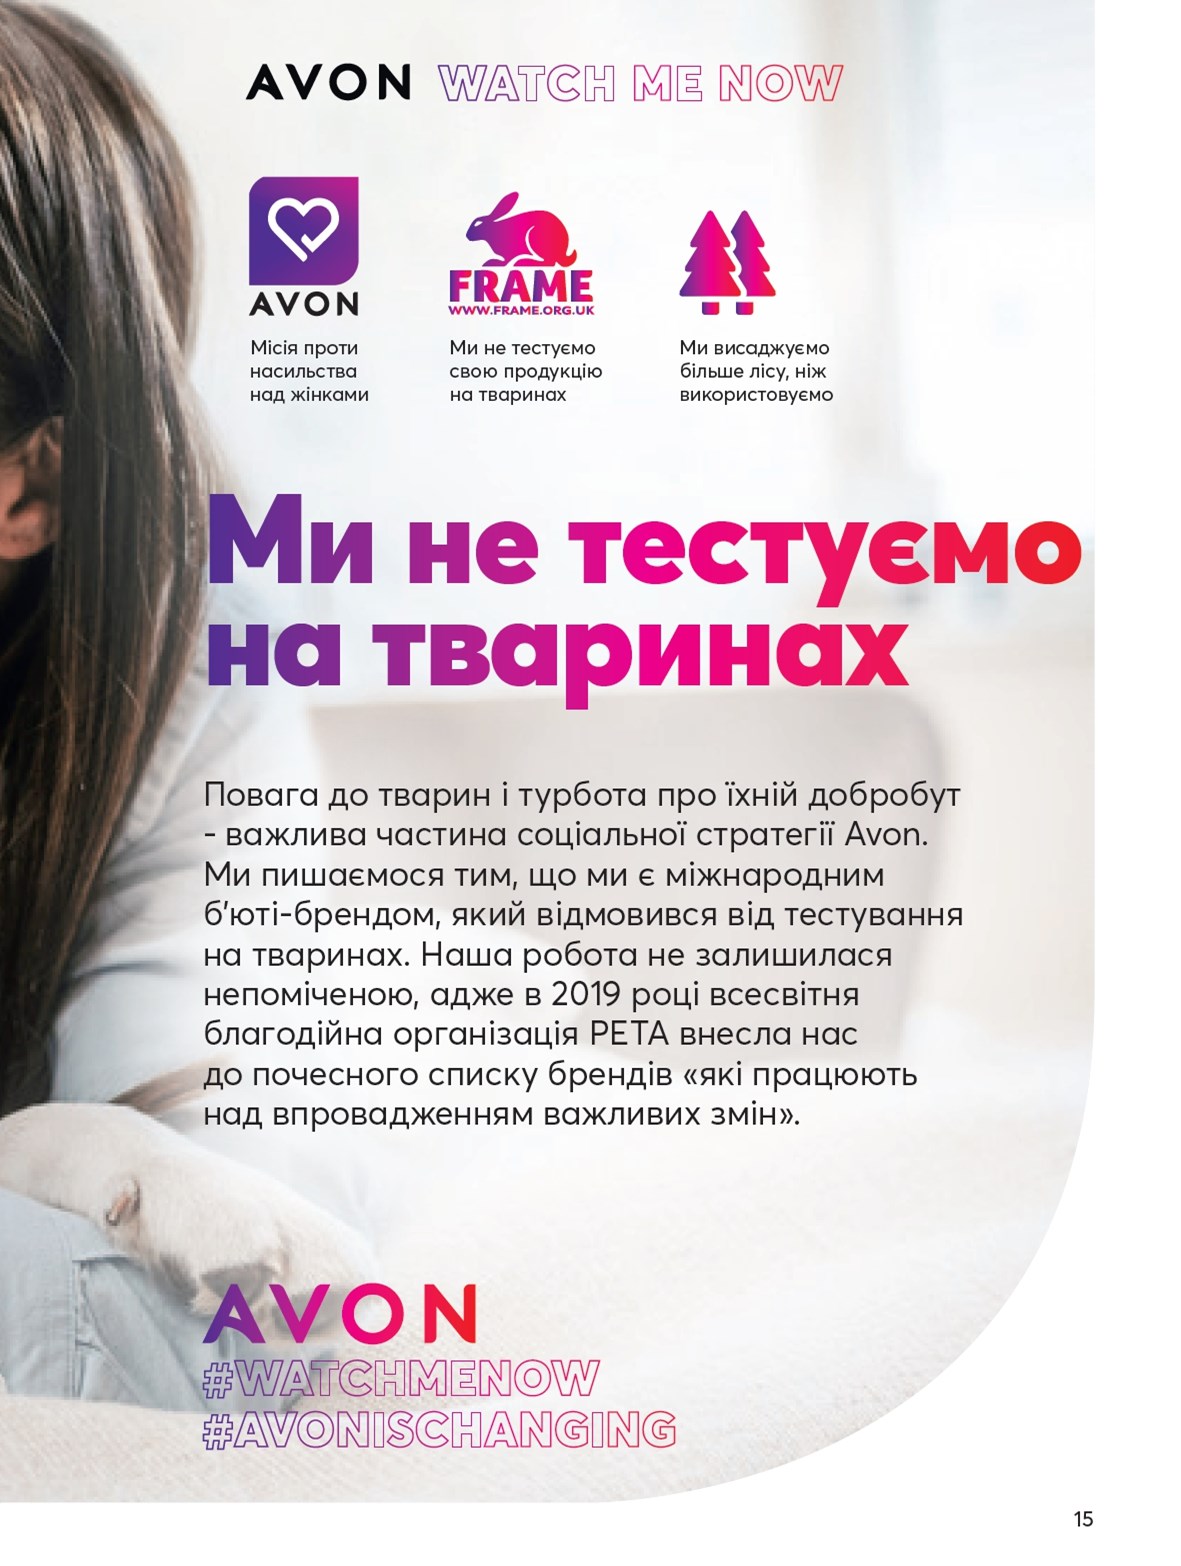 AVON WATCH ME NOW
AVON
Місія проти
насильства
над жінками
FRAME
WWW.FRAME.ORG.UK
Ми не тестуємо
свою продукцію
на тваринах
Ми висаджуємо
більше лісу, ніж
використовуємо
Ми не тестуємо
на тваринах
Повага до тварин і турбота про їхній добробут
- важлива частина соціальної стратегії Avon.
Ми пишаємося тим, що ми є міжнародним
б'юті-брендом, який відмовився від тестування
на тваринах. Наша робота не залишилася
непоміченою, адже в 2019 році всесвітня
благодійна організація PETA внесла нас
до почесного списку брендів «які працюють
над впровадженням важливих змін».
AVON
#WATCHMENOW
#AVONISCHANGING
15